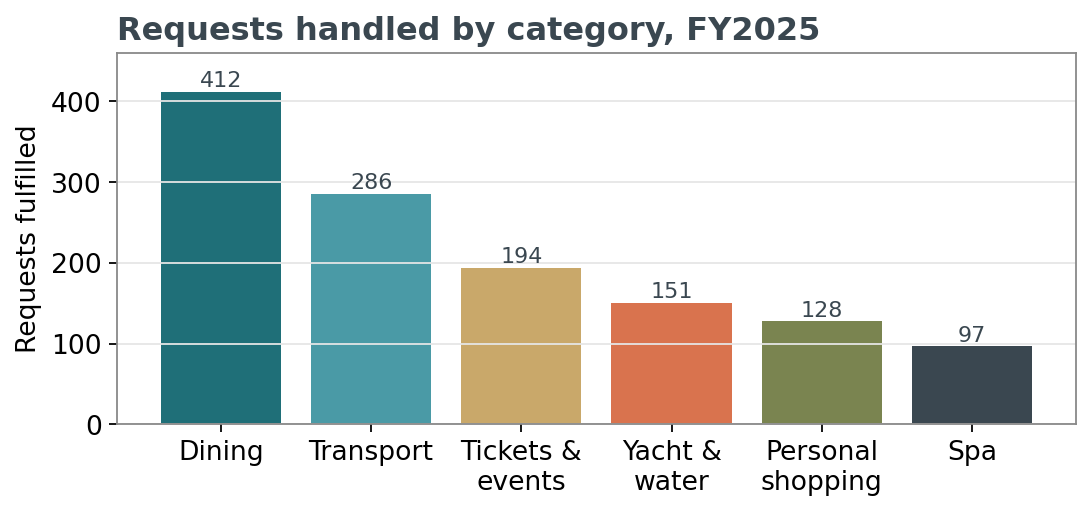 Requests handled by category, FY2025
Requests fulfilled
400
300
200
100
0
412
286
194
151
128
97
Dining
Transport
Tickets &
events
Yacht &
water
Personal
shopping
Spa